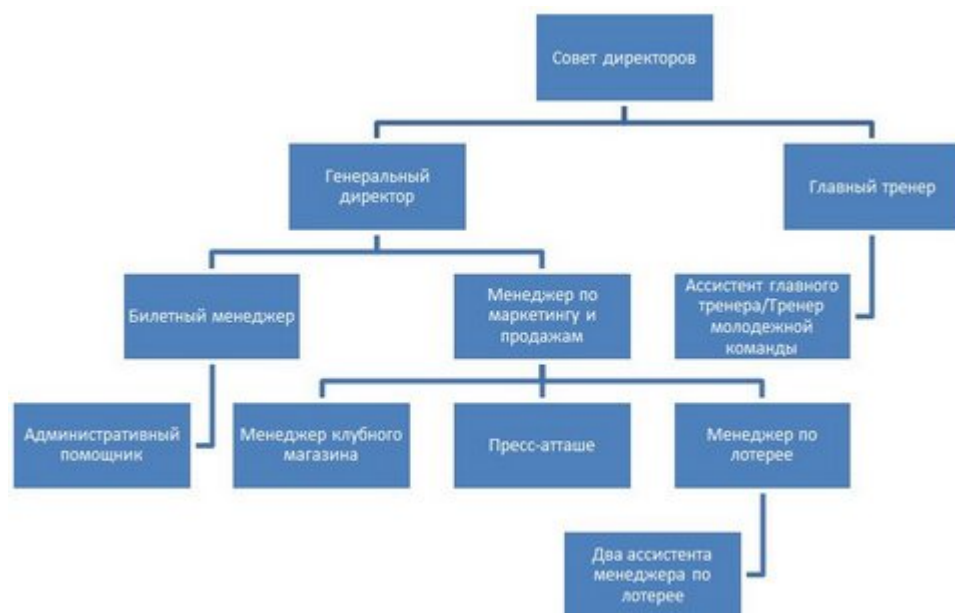 Совет директоров
Генеральный
директор
Главный тренер
Билетный менеджер
Менеджер по
маркетингу и
продажам
Ассистент главного
тренера/Тренер
молодежной
команды
Административный
помощник
Менеджер клубного
магазина
Пресс-атташе
Менеджер по
лотерее
Два ассистента
менеджера по
лотерее